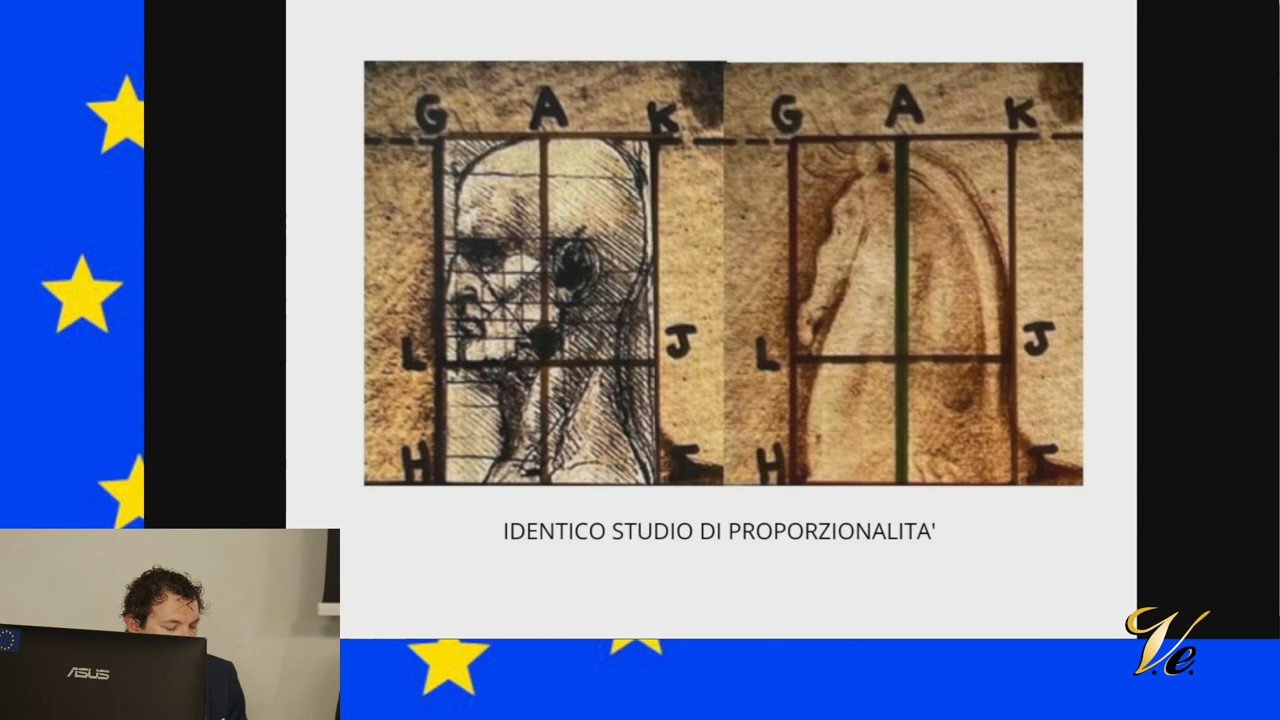 G A K G A K
L J L J
H I H I
IDENTICO STUDIO DI PROPORZIONALITA'
ASUS
V.e.